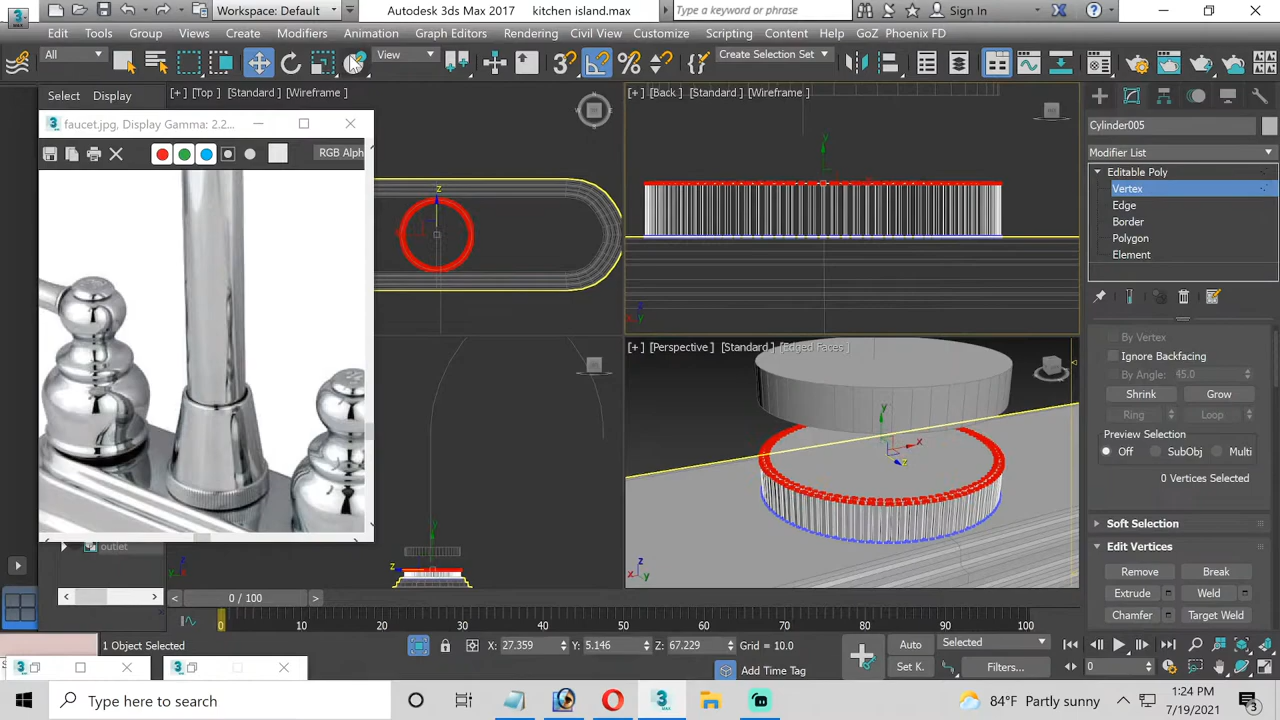 Workspace: Default
Autodesk 3ds Max 2017
kitchen island.max
Type a keyword or phrase
Sign In
File
Edit
Tools
Group
Views
Create
Modifiers
Animation
Graph Editors
Rendering
Civil View
Customize
Scripting
Content
Help
GoZ
Phoenix FD
All
View
Create Selection Set
Select
Display
[+] [Top] [Standard] [Wireframe]
[+] [Back] [Standard] [Wireframe]
faucet.jpg, Display Gamma: 2.2...
RGB Alph
[+] [Perspective] [Standard] [Edged Faces]
Cylinder005
Modifier List
Editable Poly
Vertex
Edge
Border
Polygon
Element
By Vertex
Ignore Backfacing
By Angle: 45.0
Shrink
Grow
Ring
Loop
Preview Selection
Off
SubObj
Multi
0 Vertices Selected
Soft Selection
Edit Vertices
Remove
Break
Extrude
Weld
Chamfer
Target Weld
outlet
0 / 100
0 10 20 30 40 50 60 70 80 90 100
1 Object Selected
X: 27.359
Y: 5.146
Z: 67.229
Grid = 10.0
Add Time Tag
Auto
Selected
Set K.
Filters...
0
Type here to search
84°F Partly sunny
1:24 PM
7/19/2021
3